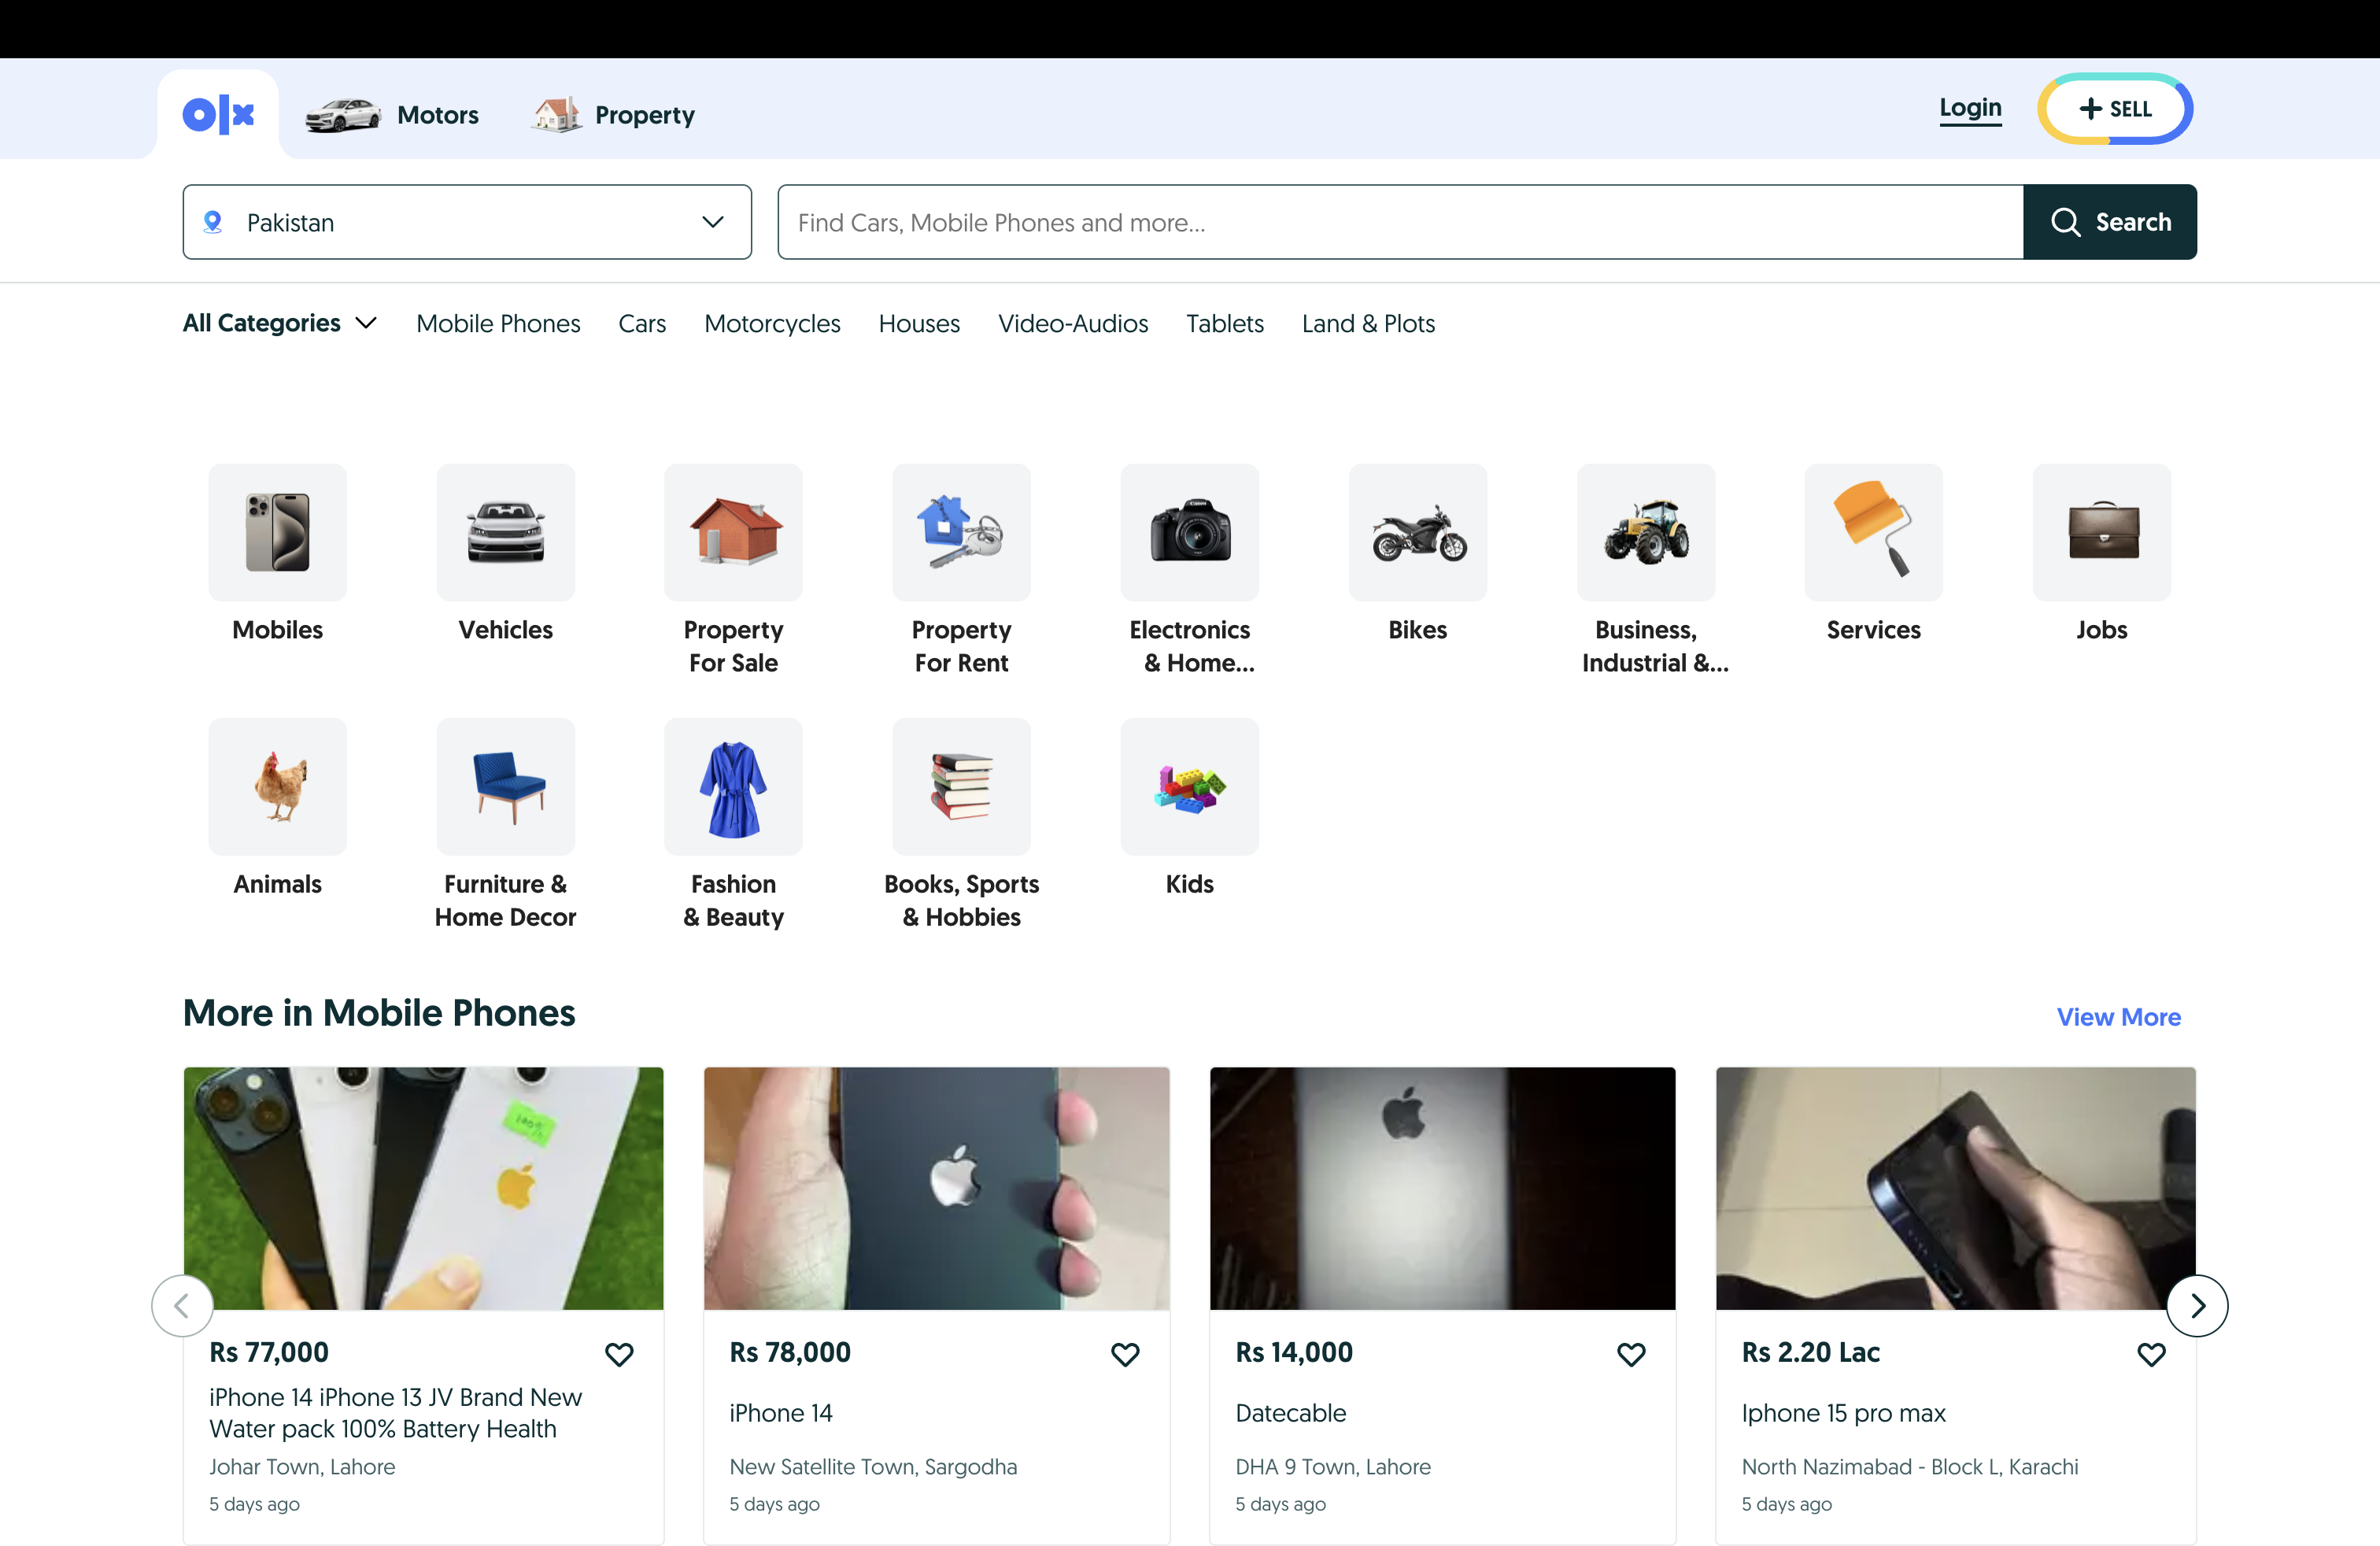 olx
Motors
Property
Login
+ SELL
Pakistan
Find Cars, Mobile Phones and more...
Search
All Categories
Mobile Phones
Cars
Motorcycles
Houses
Video-Audios
Tablets
Land & Plots
Mobiles
Vehicles
Property
For Sale
Property
For Rent
Electronics
& Home...
Bikes
Business,
Industrial &...
Services
Jobs
Animals
Furniture &
Home Decor
Fashion
& Beauty
Books, Sports
& Hobbies
Kids
More in Mobile Phones
View More
Rs 77,000
iPhone 14 iPhone 13 JV Brand New
Water pack 100% Battery Health
Johar Town, Lahore
5 days ago
Rs 78,000
iPhone 14
New Satellite Town, Sargodha
5 days ago
Rs 14,000
Datecable
DHA 9 Town, Lahore
5 days ago
Rs 2.20 Lac
Iphone 15 pro max
North Nazimabad - Block L, Karachi
5 days ago